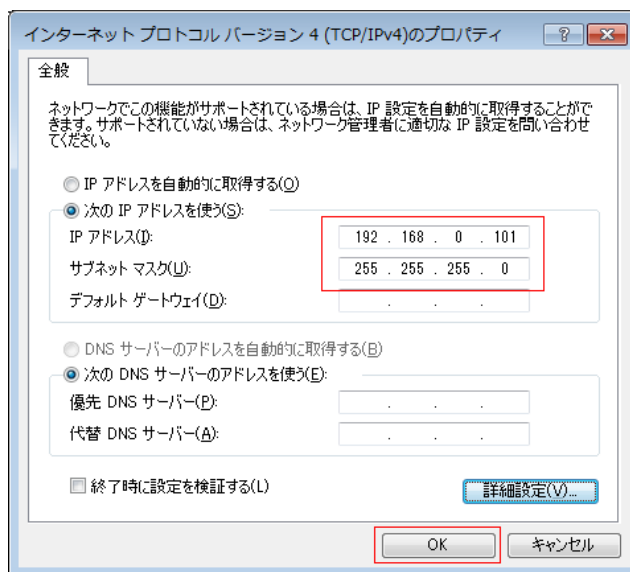 インターネット プロトコル バージョン 4 (TCP/IPv4)のプロパティ
全般
ネットワークでこの機能がサポートされている場合は、IP 設定を自動的に取得することがで
きます。サポートされていない場合は、ネットワーク管理者に適切な IP 設定を問い合わせ
てください。
IP アドレスを自動的に取得する(O)
次の IP アドレスを使う(S):
IP アドレス(I): 192 . 168 . 0 . 101
サブネット マスク(U): 255 . 255 . 255 . 0
デフォルト ゲートウェイ(D): . . .
DNS サーバーのアドレスを自動的に取得する(B)
次の DNS サーバーのアドレスを使う(E):
優先 DNS サーバー(P): . . .
代替 DNS サーバー(A): . . .
終了時に設定を検証する(L)
詳細設定(V)...
OK キャンセル